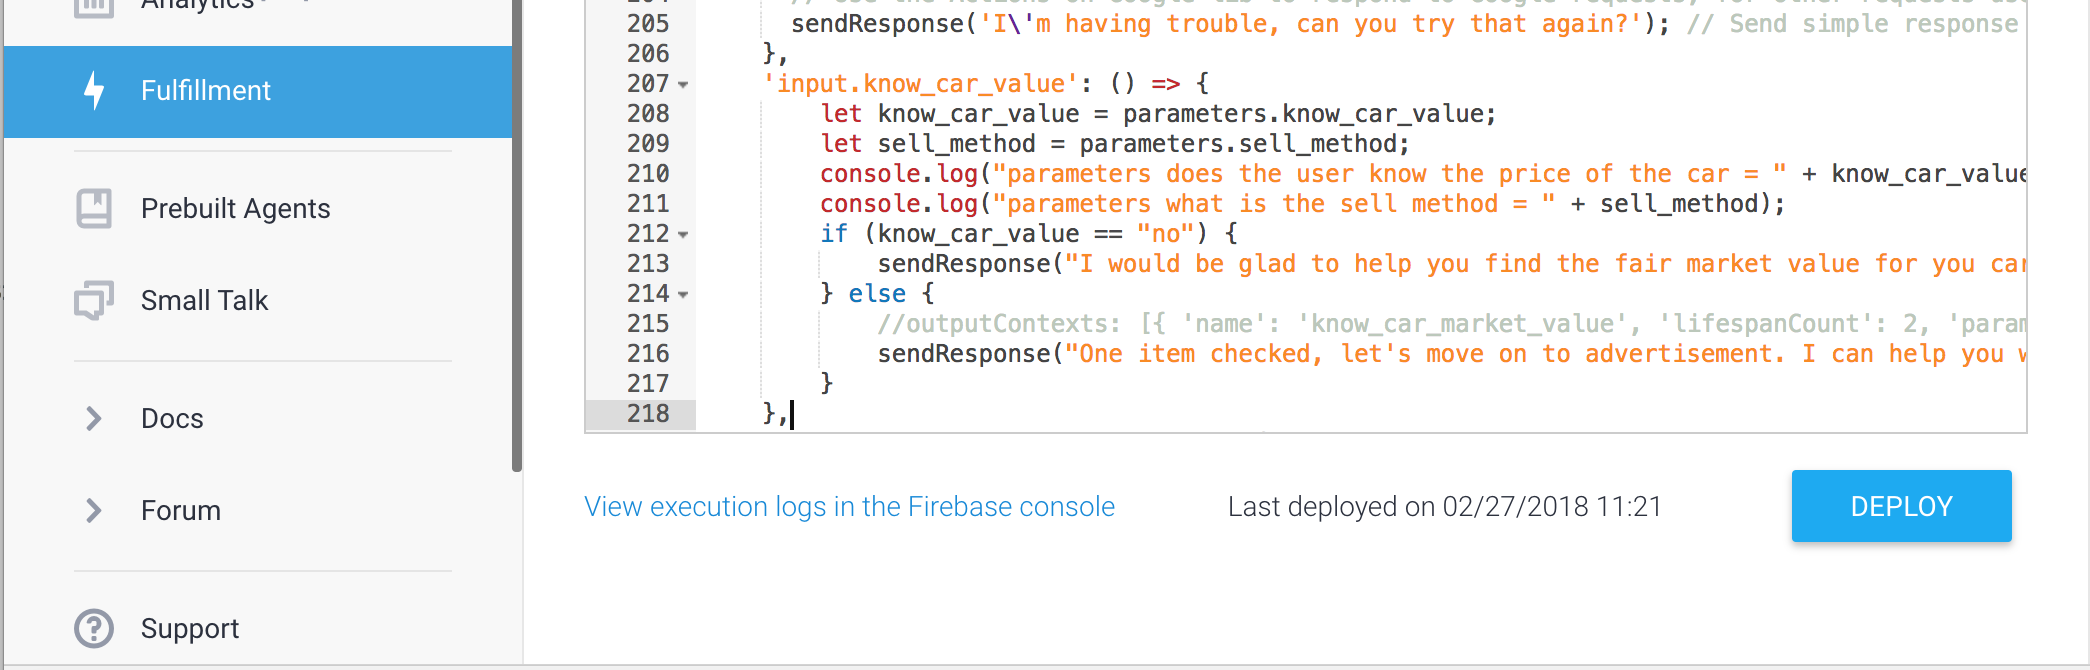 Analytics
Fulfillment
Prebuilt Agents
Small Talk
Docs
Forum
Support
205 sendResponse('I\'m having trouble, can you try that again?'); // Send simple response
206 },
207 'input.know_car_value': () => {
208 let know_car_value = parameters.know_car_value;
209 let sell_method = parameters.sell_method;
210 console.log("parameters does the user know the price of the car = " + know_car_value
211 console.log("parameters what is the sell method = " + sell_method);
212 if (know_car_value == "no") {
213 sendResponse("I would be glad to help you find the fair market value for you car
214 } else {
215 //outputContexts: [{ 'name': 'know_car_market_value', 'lifespanCount': 2, 'param
216 sendResponse("One item checked, let's move on to advertisement. I can help you
217 }
218 },
View execution logs in the Firebase console
Last deployed on 02/27/2018 11:21
DEPLOY